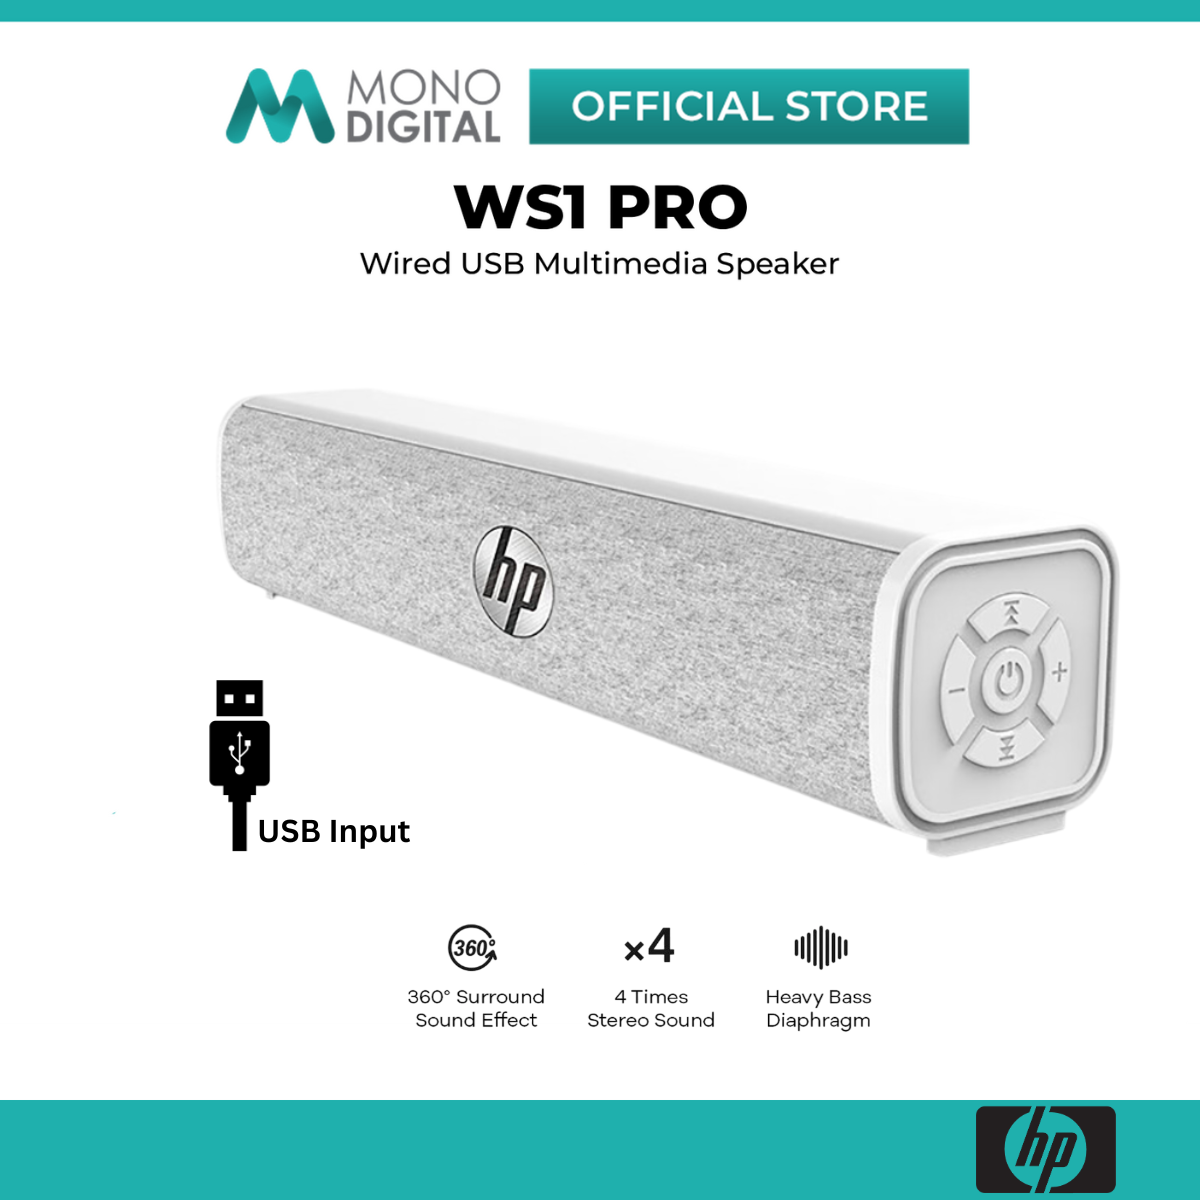 MONO
DIGITAL
OFFICIAL STORE
WS1 PRO
Wired USB Multimedia Speaker
hp
+
−
USB Input
360°
×4
360° Surround
Sound Effect
4 Times
Stereo Sound
Heavy Bass
Diaphragm
hp